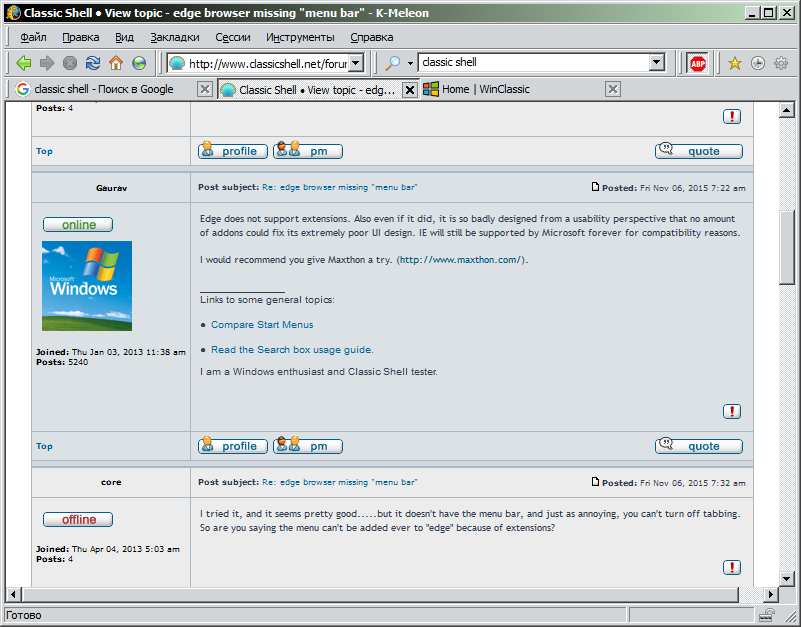 Classic Shell • View topic - edge browser missing "menu bar" - K-Meleon
Файл Правка Вид Закладки Сессии Инструменты Справка
http://www.classicshell.net/forur classic shell ABP
classic shell - Поиск в Google Classic Shell • View topic - edg... Home | WinClassic
Posts: 4
!
Top profile pm quote
Gaurav Post subject: Re: edge browser missing "menu bar" Posted: Fri Nov 06, 2015 7:22 am
online
Microsoft
Windows
Joined: Thu Jan 03, 2013 11:38 am
Posts: 5240
Edge does not support extensions. Also even if it did, it is so badly designed from a usability perspective that no amount
of addons could fix its extremely poor UI design. IE will still be supported by Microsoft forever for compatibility reasons.
I would recommend you give Maxthon a try. (http://www.maxthon.com/).
_________________
Links to some general topics:
• Compare Start Menus
• Read the Search box usage guide.
I am a Windows enthusiast and Classic Shell tester.
!
Top profile pm quote
core Post subject: Re: edge browser missing "menu bar" Posted: Fri Nov 06, 2015 7:32 am
offline
Joined: Thu Apr 04, 2013 5:03 am
Posts: 4
I tried it, and it seems pretty good.....but it doesn't have the menu bar, and just as annoying, you can't turn off tabbing.
So are you saying the menu can't be added ever to "edge" because of extensions?
!
Готово